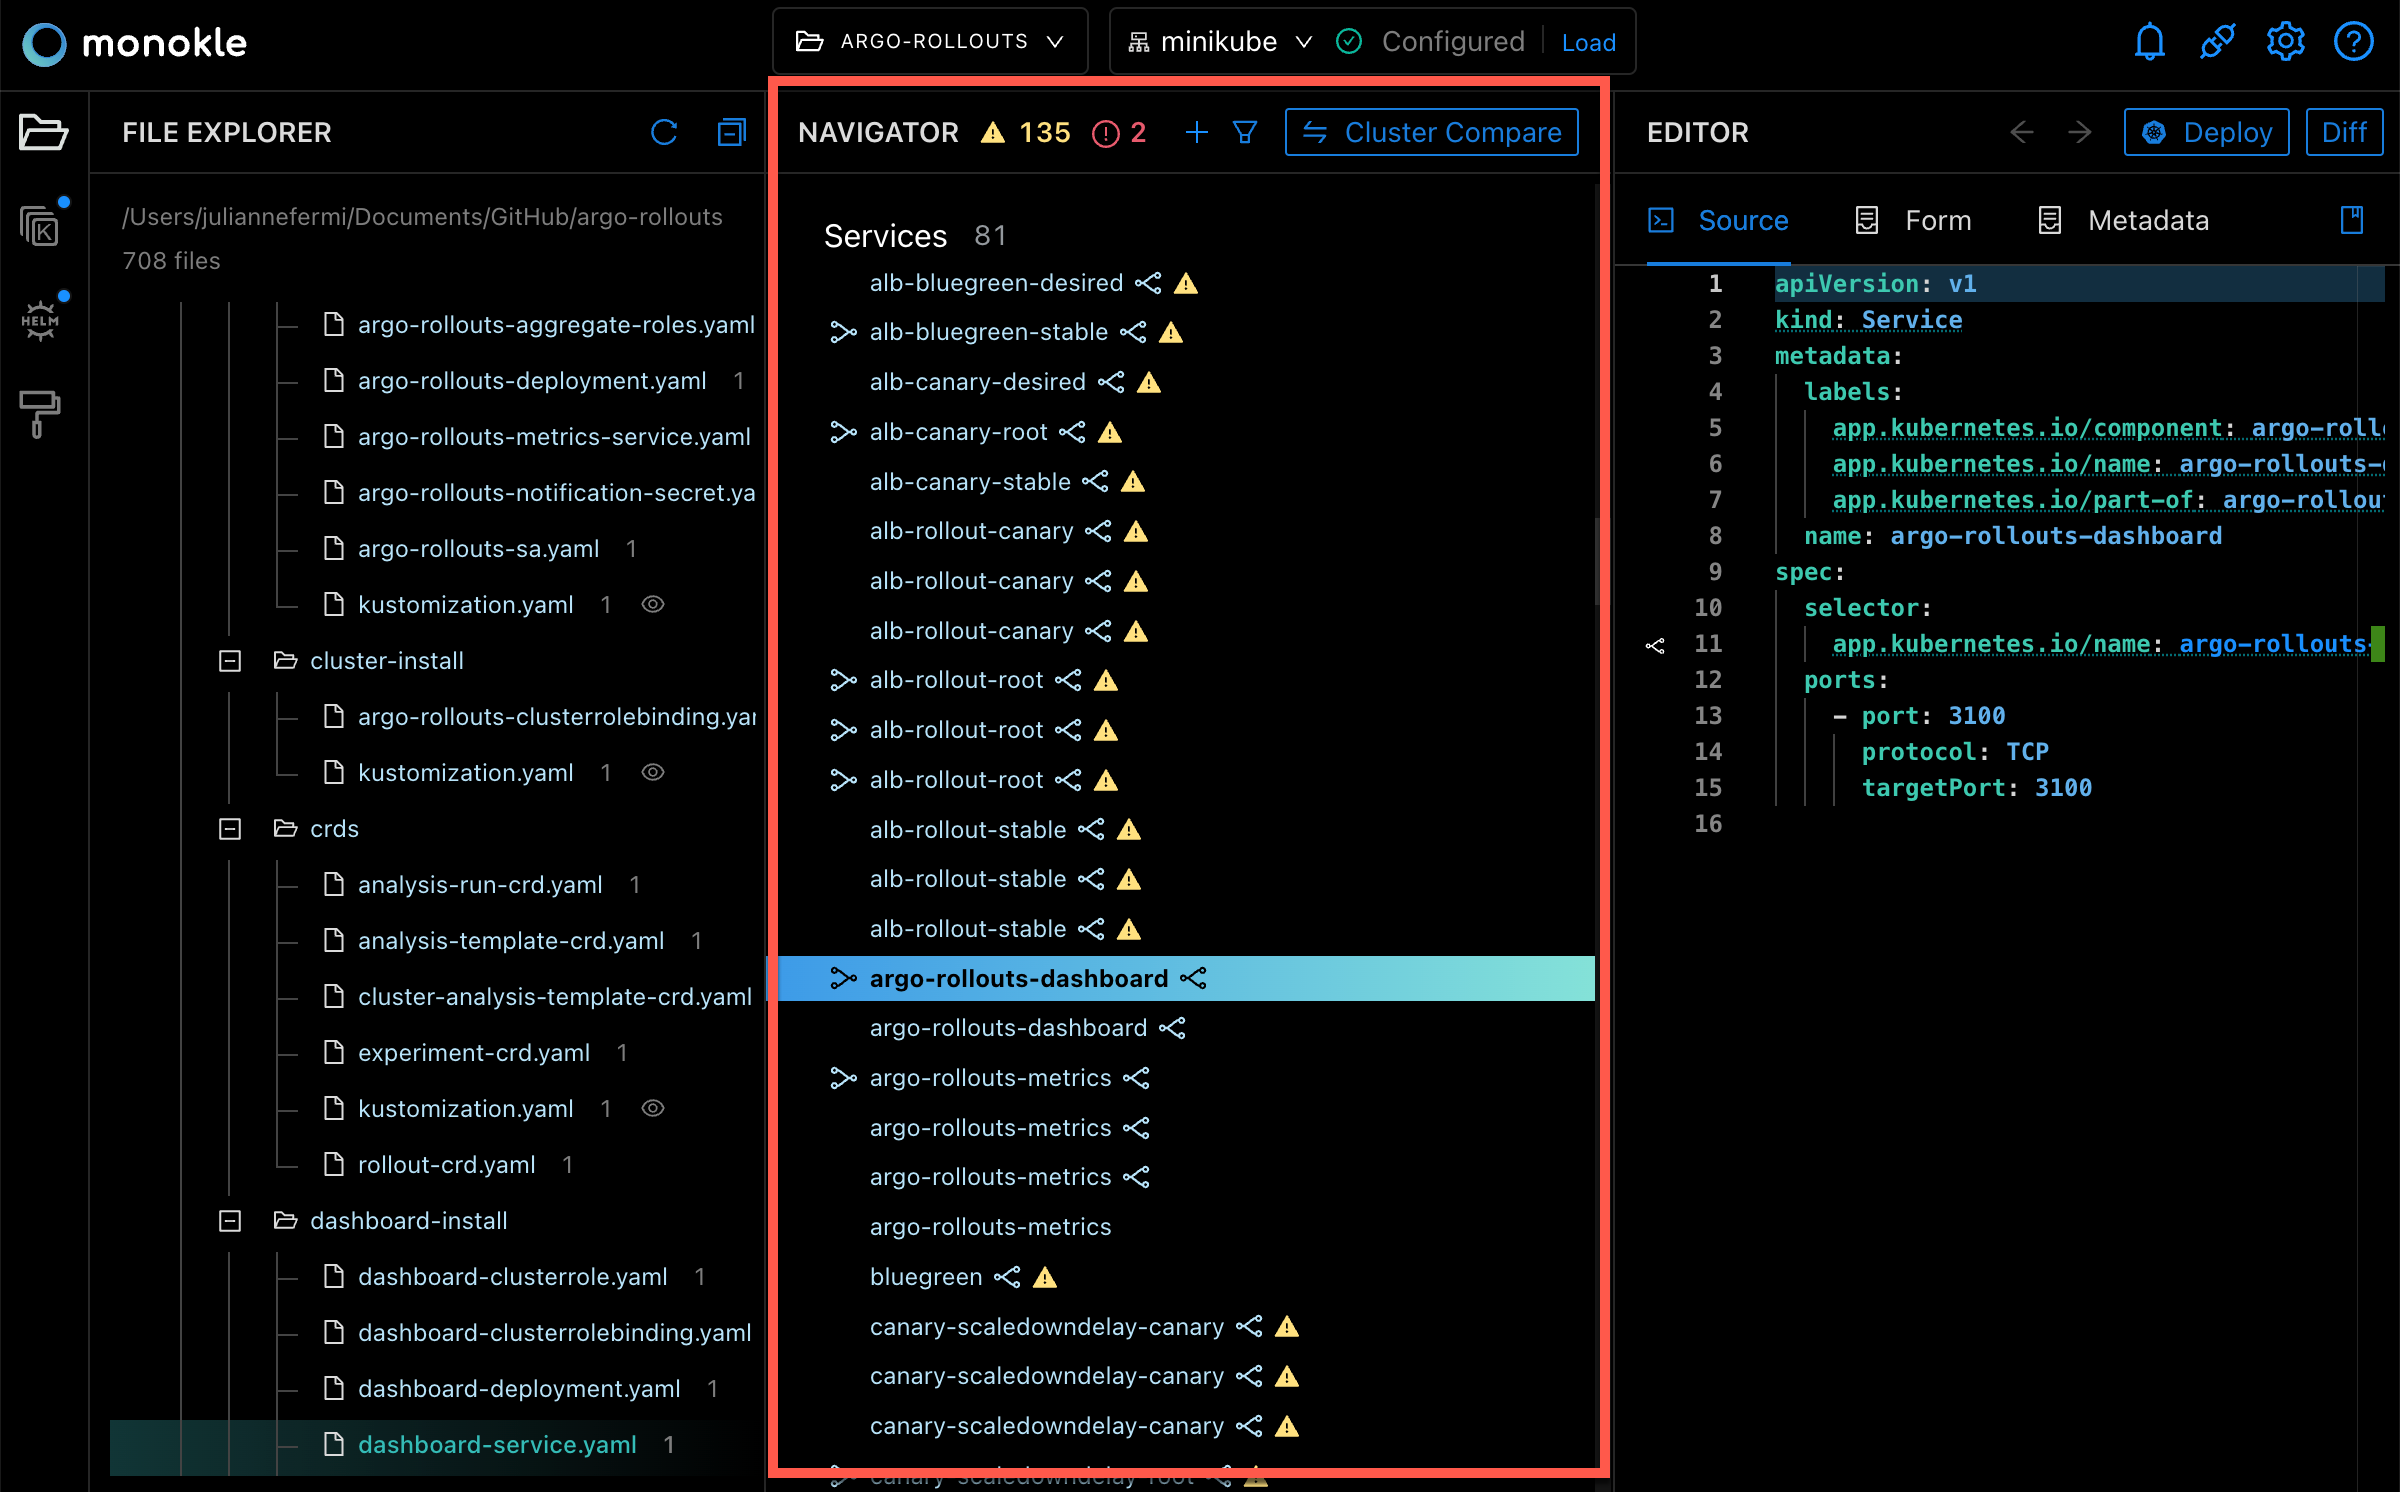 monokle
ARGO-ROLLOUTS
minikube Configured Load
FILE EXPLORER
/Users/juliannefermi/Documents/GitHub/argo-rollouts
708 files
argo-rollouts-aggregate-roles.yaml
argo-rollouts-deployment.yaml 1
argo-rollouts-metrics-service.yaml
argo-rollouts-notification-secret.ya
argo-rollouts-sa.yaml 1
kustomization.yaml 1
cluster-install
argo-rollouts-clusterrolebinding.yar
kustomization.yaml 1
crds
analysis-run-crd.yaml 1
analysis-template-crd.yaml 1
cluster-analysis-template-crd.yaml
experiment-crd.yaml 1
kustomization.yaml 1
rollout-crd.yaml 1
dashboard-install
dashboard-clusterrole.yaml 1
dashboard-clusterrolebinding.yaml
dashboard-deployment.yaml 1
dashboard-service.yaml 1
K
HELM
NAVIGATOR 135 2 Cluster Compare
Services 81
alb-bluegreen-desired
alb-bluegreen-stable
alb-canary-desired
alb-canary-root
alb-canary-stable
alb-rollout-canary
alb-rollout-canary
alb-rollout-canary
alb-rollout-root
alb-rollout-root
alb-rollout-root
alb-rollout-stable
alb-rollout-stable
alb-rollout-stable
argo-rollouts-dashboard
argo-rollouts-dashboard
argo-rollouts-metrics
argo-rollouts-metrics
argo-rollouts-metrics
argo-rollouts-metrics
bluegreen
canary-scaledowndelay-canary
canary-scaledowndelay-canary
canary-scaledowndelay-canary
canary-scaledowndelay-root
EDITOR Deploy Diff
Source Form Metadata
1 apiVersion: v1
2 kind: Service
3 metadata:
4 labels:
5 app.kubernetes.io/component: argo-roll
6 app.kubernetes.io/name: argo-rollouts-
7 app.kubernetes.io/part-of: argo-rollou
8 name: argo-rollouts-dashboard
9 spec:
10 selector:
11 app.kubernetes.io/name: argo-rollouts-
12 ports:
13 - port: 3100
14 protocol: TCP
15 targetPort: 3100
16